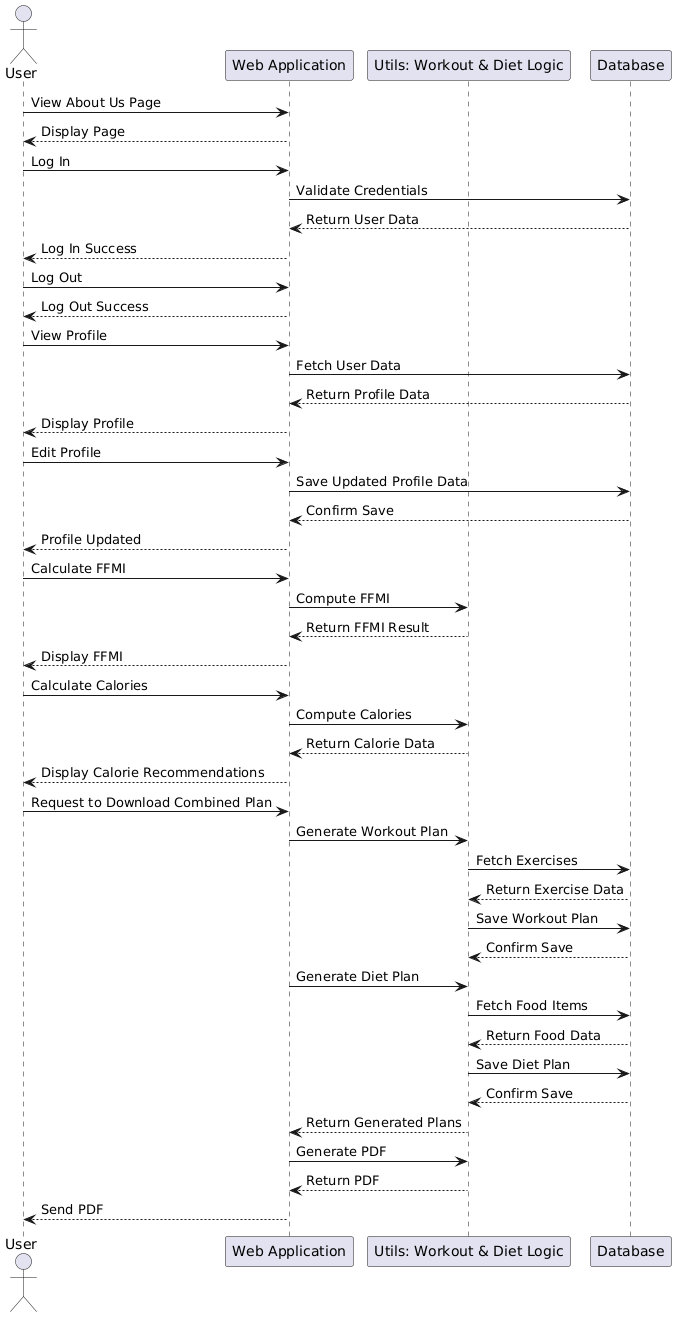 User
Web Application
Utils: Workout & Diet Logic
Database
View About Us Page
Display Page
Log In
Validate Credentials
Return User Data
Log In Success
Log Out
Log Out Success
View Profile
Fetch User Data
Return Profile Data
Display Profile
Edit Profile
Save Updated Profile Data
Confirm Save
Profile Updated
Calculate FFMI
Compute FFMI
Return FFMI Result
Display FFMI
Calculate Calories
Compute Calories
Return Calorie Data
Display Calorie Recommendations
Request to Download Combined Plan
Generate Workout Plan
Fetch Exercises
Return Exercise Data
Save Workout Plan
Confirm Save
Generate Diet Plan
Fetch Food Items
Return Food Data
Save Diet Plan
Confirm Save
Return Generated Plans
Generate PDF
Return PDF
Send PDF
User
Web Application
Utils: Workout & Diet Logic
Database